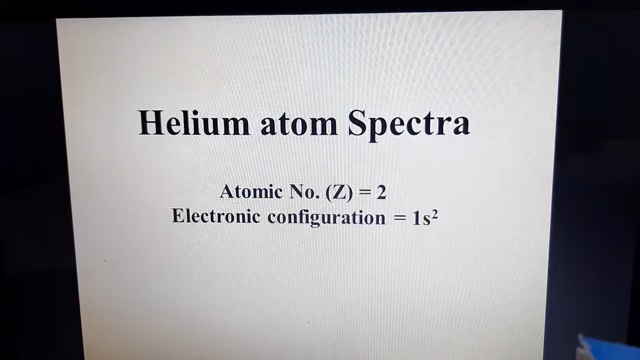 Helium atom Spectra
Atomic No. (Z) = 2
Electronic configuration = 1s²